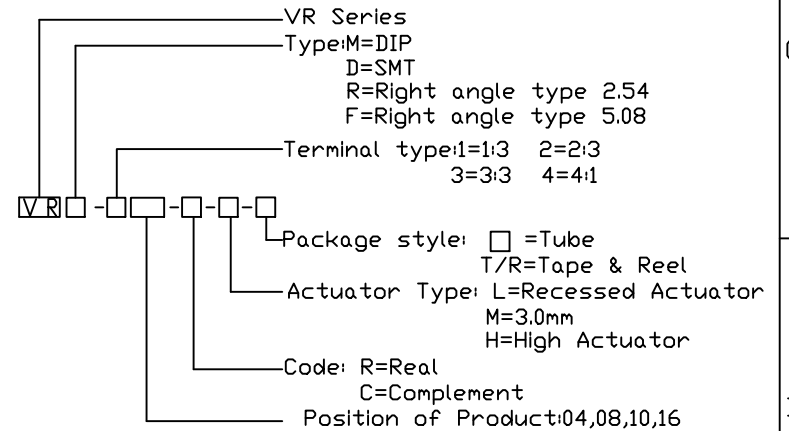 VR Series
Type:M=DIP
D=SMT
R=Right angle type 2.54
F=Right angle type 5.08
Terminal type:1=1:3 2=2:3
3=3:3 4=4:1
VR□-□□-□-□-□
Package style: □ =Tube
T/R=Tape & Reel
Actuator Type: L=Recessed Actuator
M=3.0mm
H=High Actuator
Code: R=Real
C=Complement
Position of Product:04,08,10,16